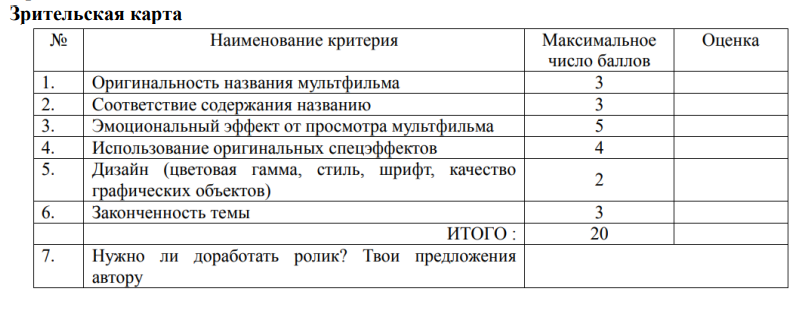 Зрительская карта
№ Наименование критерия Максимальное число баллов Оценка
1. Оригинальность названия мультфильма 3
2. Соответствие содержания названию 3
3. Эмоциональный эффект от просмотра мультфильма 5
4. Использование оригинальных спецэффектов 4
5. Дизайн (цветовая гамма, стиль, шрифт, качество
графических объектов) 2
6. Законченность темы 3
ИТОГО : 20
7. Нужно ли доработать ролик? Твои предложения
автору